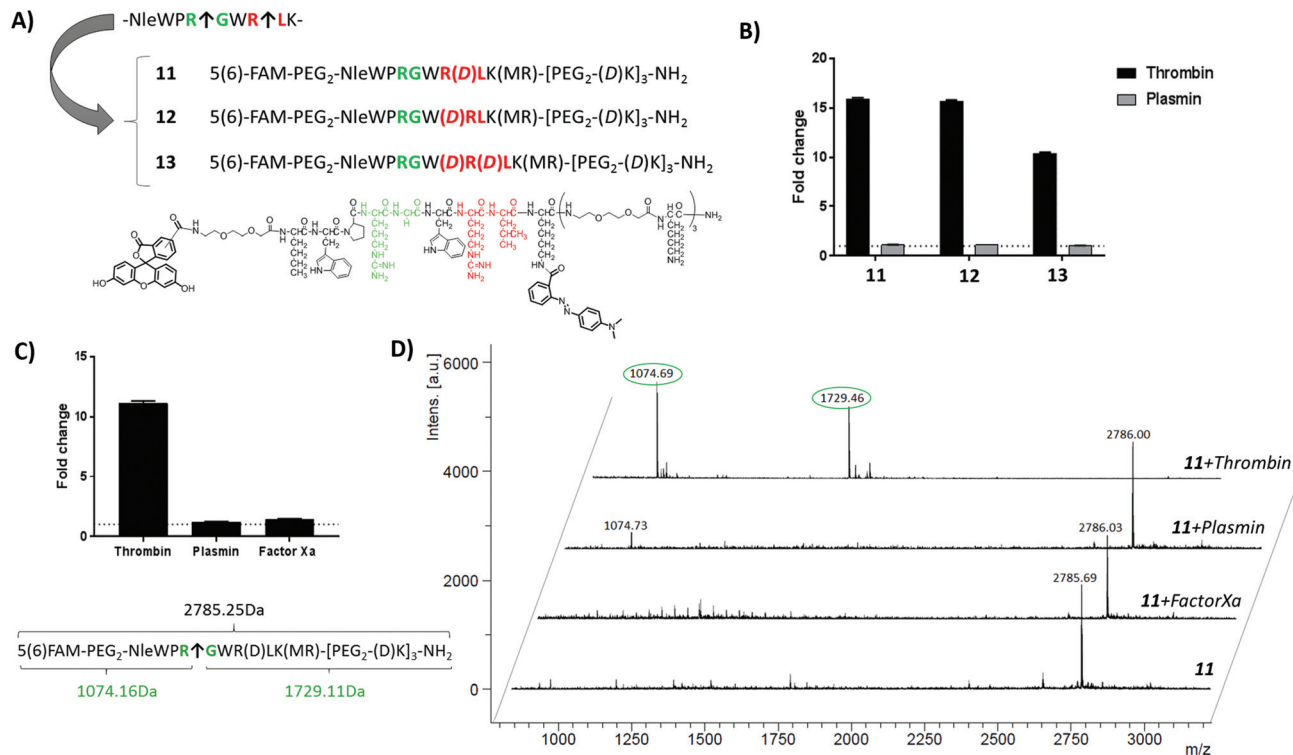 A)
-NleWPR↑GWR↑LK-
11 5(6)-FAM-PEG2-NleWPRGWR(D)LK(MR)-[PEG2-(D)K]3-NH2
12 5(6)-FAM-PEG2-NleWPRGW(D)RLK(MR)-[PEG2-(D)K]3-NH2
13 5(6)-FAM-PEG2-NleWPRGW(D)R(D)LK(MR)-[PEG2-(D)K]3-NH2
B)
Fold change
20
15
10
5
0
11 12 13
Thrombin
Plasmin
C)
Fold change
15
10
5
0
Thrombin Plasmin Factor Xa
2785.25Da
5(6)FAM-PEG2-NleWPR↑GWR(D)LK(MR)-[PEG2-(D)K]3-NH2
1074.16Da 1729.11Da
D)
Intens. [a.u.]
6000
4000
2000
0
1074.69
1729.46
11+Thrombin
2786.00
1074.73
11+Plasmin
2786.03
11+FactorXa
2785.69
11
1000 1250 1500 1750 2000 2250 2500 2750 3000
m/z